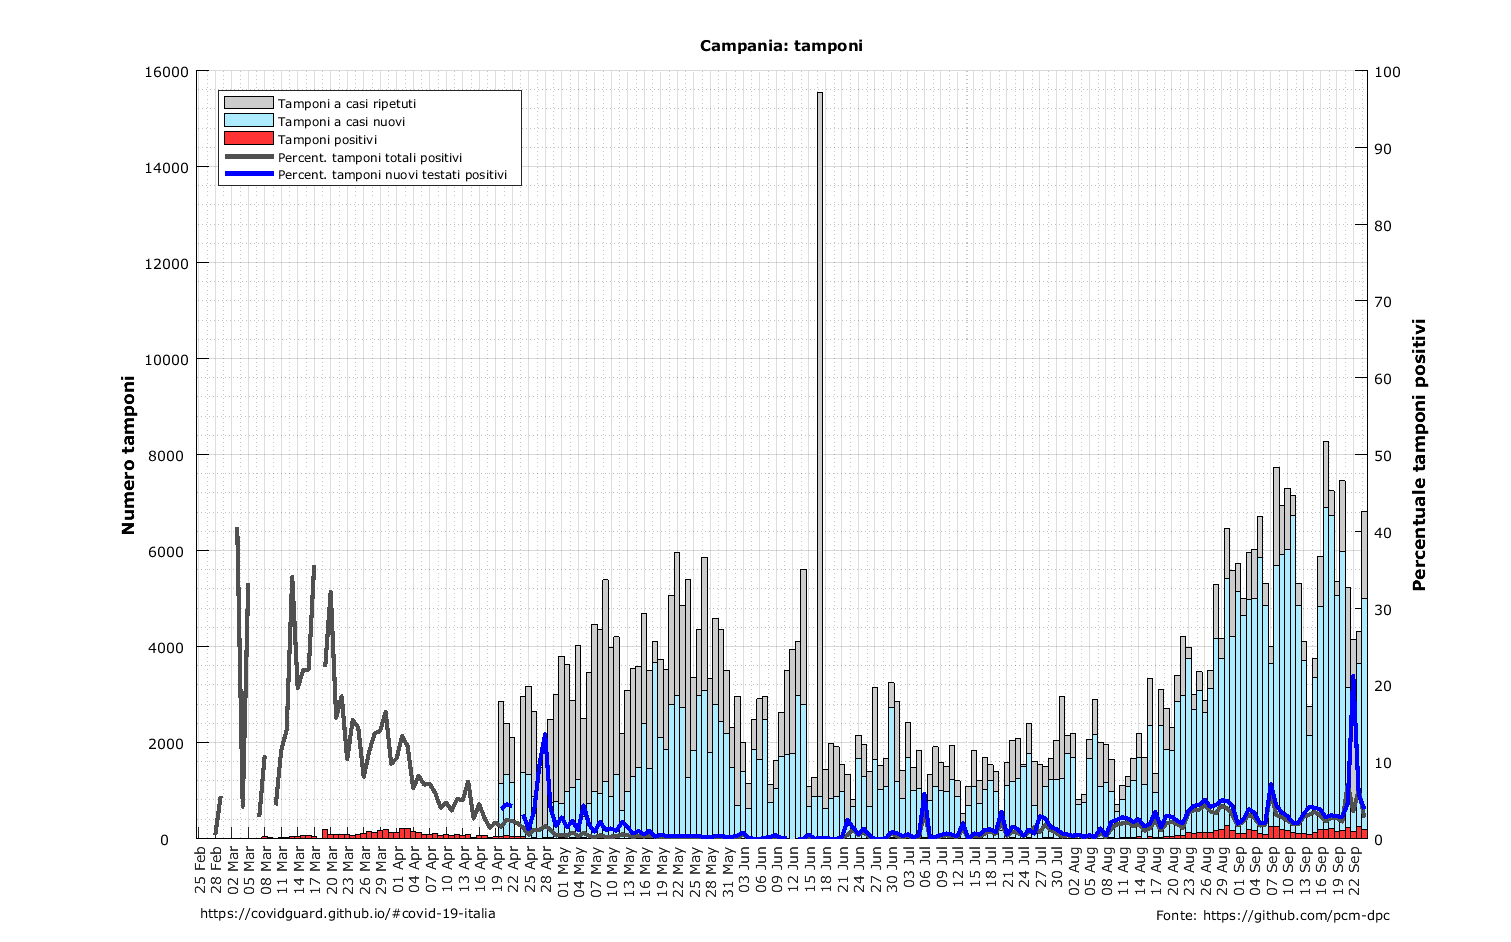 Campania: tamponi
16000
14000
12000
10000
8000
6000
4000
2000
0
Numero tamponi
Tamponi a casi ripetuti
Tamponi a casi nuovi
Tamponi positivi
Percent. tamponi totali positivi
Percent. tamponi nuovi testati positivi
100
90
80
70
60
50
40
30
20
10
0
Percentuale tamponi positivi
25 Feb
28 Feb
02 Mar
05 Mar
08 Mar
11 Mar
14 Mar
17 Mar
20 Mar
23 Mar
26 Mar
29 Mar
01 Apr
04 Apr
07 Apr
10 Apr
13 Apr
16 Apr
19 Apr
22 Apr
25 Apr
28 Apr
01 May
04 May
07 May
10 May
13 May
16 May
19 May
22 May
25 May
28 May
31 May
03 Jun
06 Jun
09 Jun
12 Jun
15 Jun
18 Jun
21 Jun
24 Jun
27 Jun
30 Jun
03 Jul
06 Jul
09 Jul
12 Jul
15 Jul
18 Jul
21 Jul
24 Jul
27 Jul
30 Jul
02 Aug
05 Aug
08 Aug
11 Aug
14 Aug
17 Aug
20 Aug
23 Aug
26 Aug
29 Aug
01 Sep
04 Sep
07 Sep
10 Sep
13 Sep
16 Sep
19 Sep
22 Sep
https://covidguard.github.io/#covid-19-italia
Fonte: https://github.com/pcm-dpc